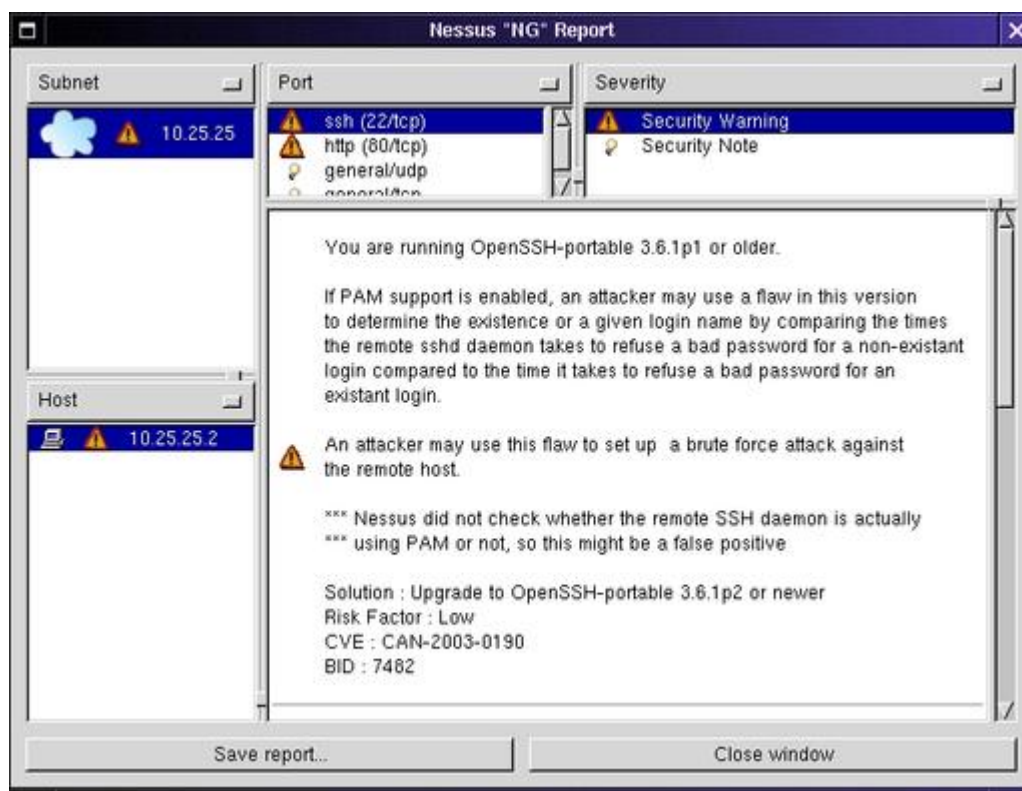 Nessus "NG" Report
Subnet
10.25.25
Host
10.25.25.2
Port
ssh (22/tcp)
http (80/tcp)
general/udp
general/tcp
Severity
Security Warning
Security Note
You are running OpenSSH-portable 3.6.1p1 or older.
If PAM support is enabled, an attacker may use a flaw in this version
to determine the existence or a given login name by comparing the times
the remote sshd daemon takes to refuse a bad password for a non-existant
login compared to the time it takes to refuse a bad password for an
existant login.
An attacker may use this flaw to set up a brute force attack against
the remote host.
*** Nessus did not check whether the remote SSH daemon is actually
*** using PAM or not, so this might be a false positive
Solution : Upgrade to OpenSSH-portable 3.6.1p2 or newer
Risk Factor : Low
CVE : CAN-2003-0190
BID : 7482
Save report...
Close window